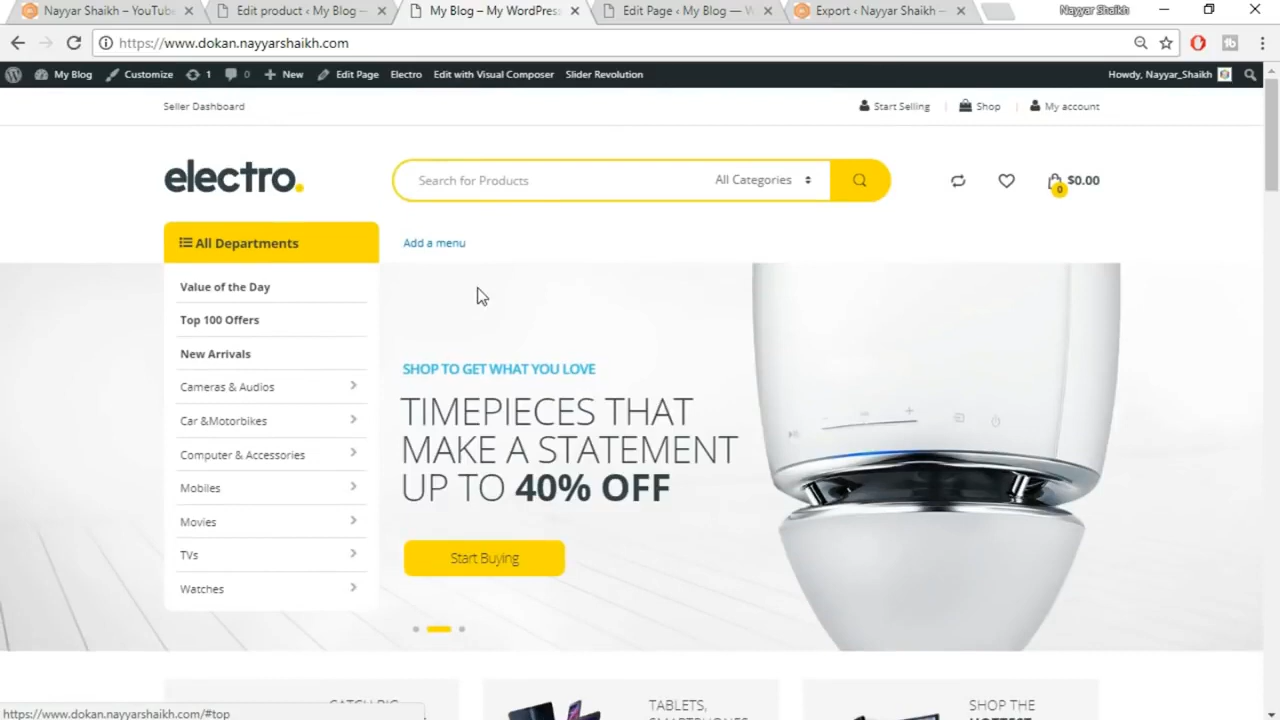 Nayyar Shaikh – YouTube
Edit product ‹ My Blog —
My Blog – My WordPress
Edit Page ‹ My Blog — W
Export ‹ Nayyar Shaikh —
Nayyar Shaikh
https://www.dokan.nayyarshaikh.com
My Blog
Customize
1
0
New
Edit Page
Electro
Edit with Visual Composer
Slider Revolution
Howdy, Nayyar_Shaikh
Seller Dashboard
Start Selling
Shop
My account
electro.
Search for Products
All Categories
0
$0.00
All Departments
Add a menu
Value of the Day
Top 100 Offers
New Arrivals
Cameras & Audios
Car &Motorbikes
Computer & Accessories
Mobiles
Movies
TVs
Watches
SHOP TO GET WHAT YOU LOVE
TIMEPIECES THAT
MAKE A STATEMENT
UP TO 40% OFF
Start Buying
CATCH BIG
TABLETS,
SHOP THE
HOTTEST
https://www.dokan.nayyarshaikh.com/#top